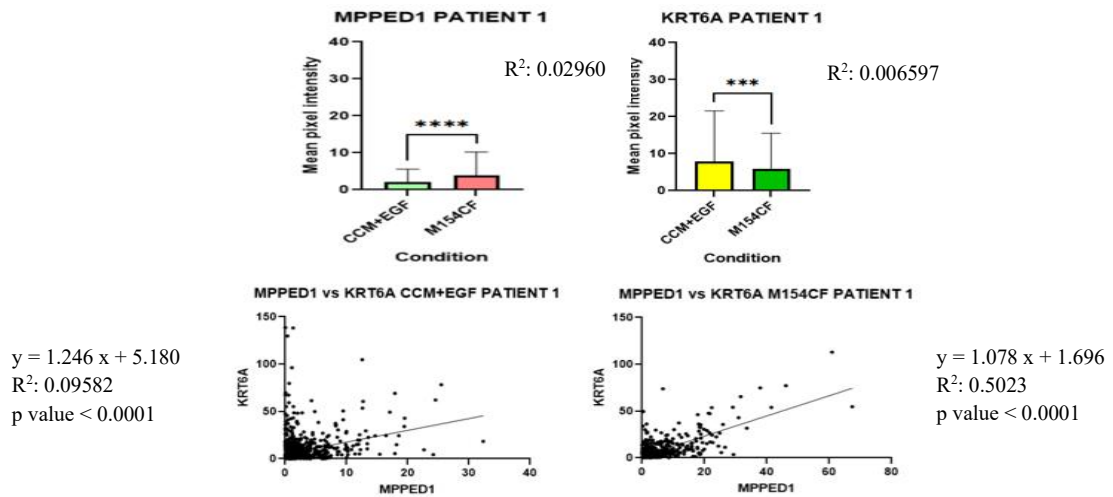 MPPED1 PATIENT 1
R²: 0.02960
Mean pixel intensity
40
30
20
10
0
****
CCM+EGF
M154CF
Condition
KRT6A PATIENT 1
R²: 0.006597
Mean pixel intensity
40
30
20
10
0
***
CCM+EGF
M154CF
Condition
y = 1.246 x + 5.180
R²: 0.09582
p value < 0.0001
MPPED1 vs KRT6A CCM+EGF PATIENT 1
KRT6A
150
100
50
0
0 10 20 30 40
MPPED1
MPPED1 vs KRT6A M154CF PATIENT 1
KRT6A
150
100
50
0
0 20 40 60 80
MPPED1
y = 1.078 x + 1.696
R²: 0.5023
p value < 0.0001